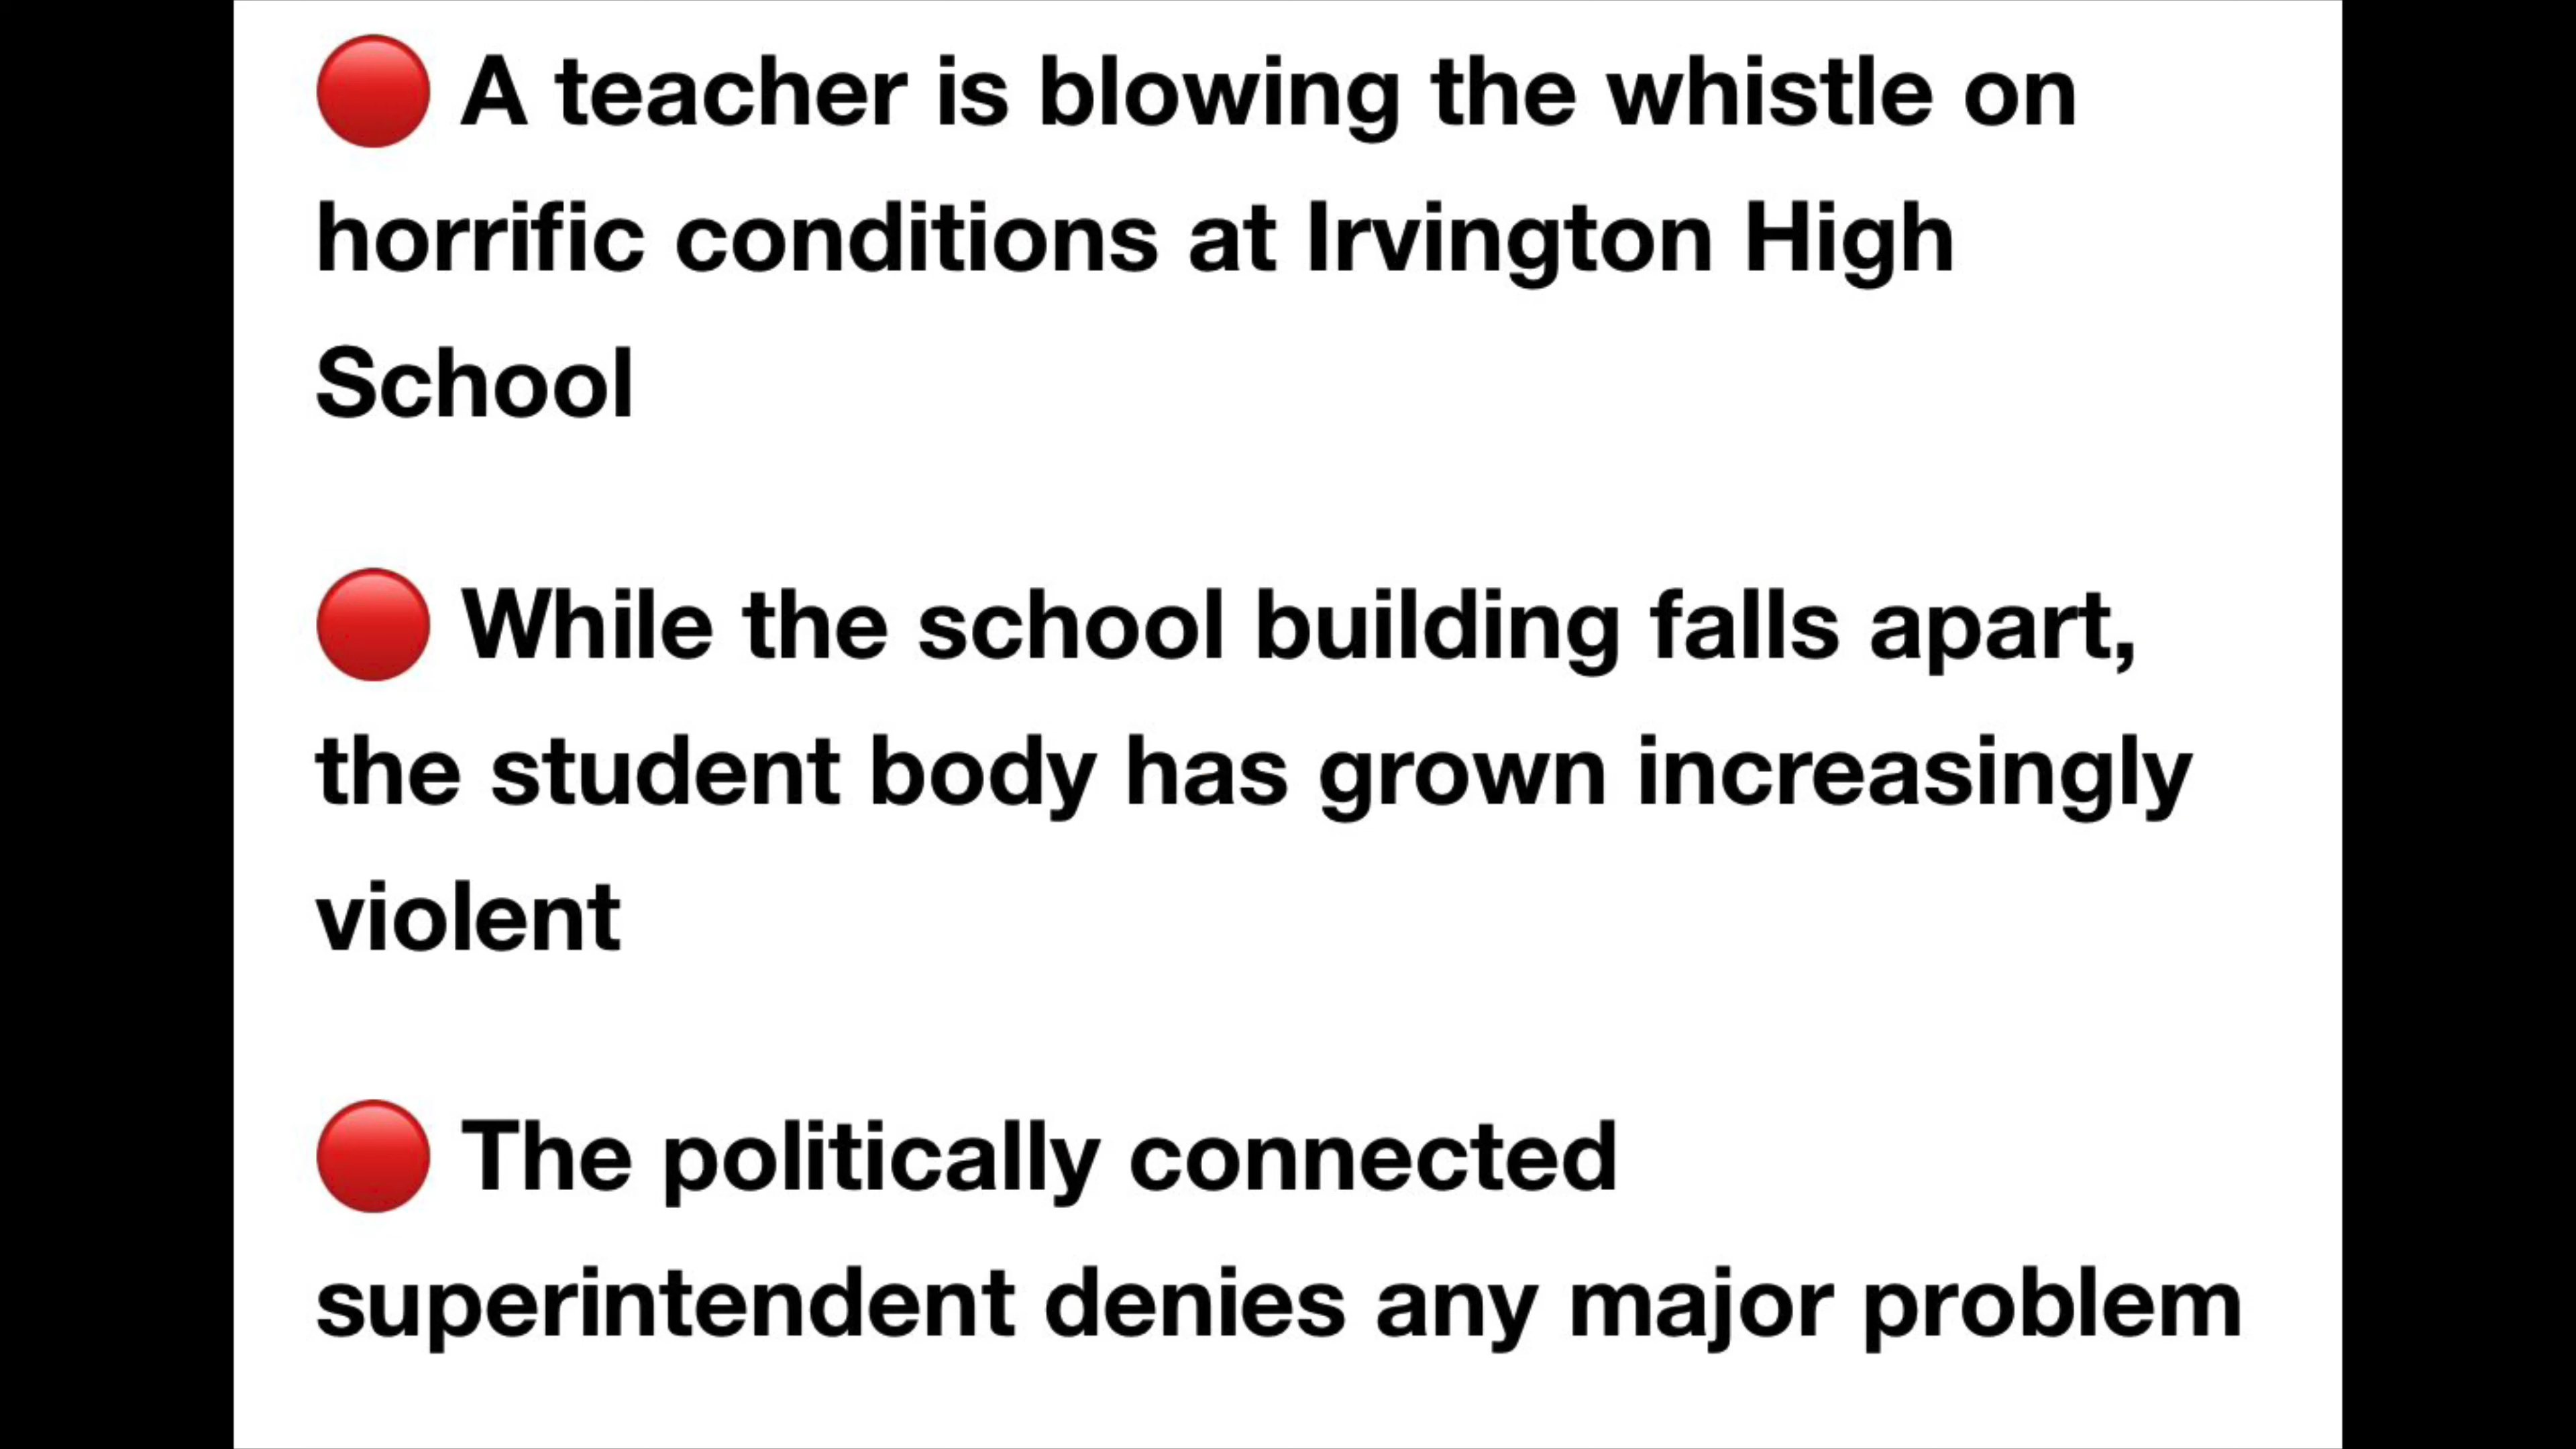 🔴 A teacher is blowing the whistle on
horrific conditions at Irvington High
School
🔴 While the school building falls apart,
the student body has grown increasingly
violent
🔴 The politically connected
superintendent denies any major problem